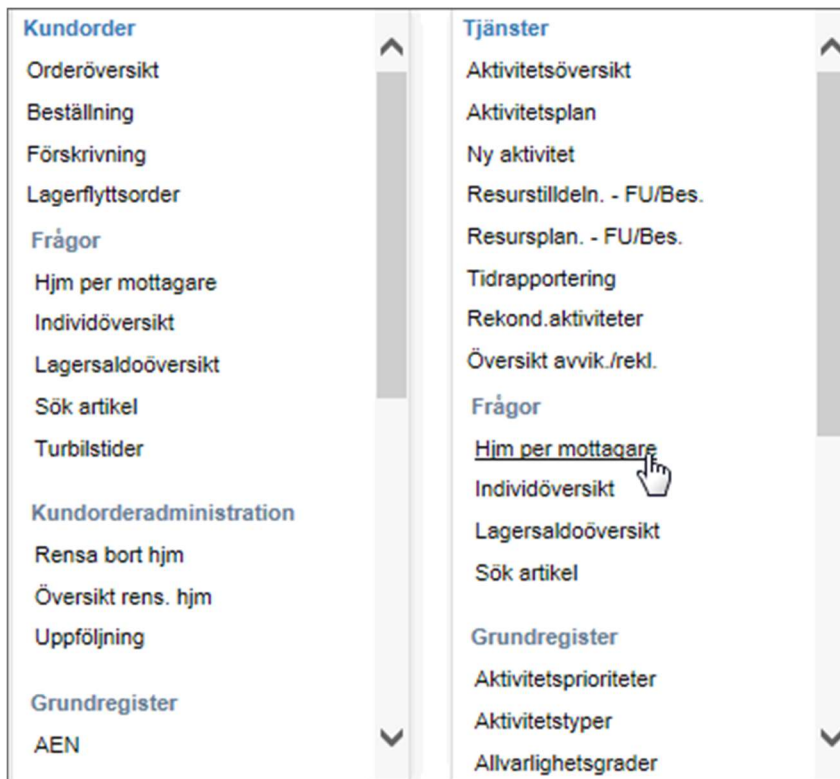 Kundorder
Orderöversikt
Beställning
Förskrivning
Lagerflyttsorder
Frågor
Hjm per mottagare
Individöversikt
Lagersaldoöversikt
Sök artikel
Turbilstider
Kundorderadministration
Rensa bort hjm
Översikt rens. hjm
Uppföljning
Grundregister
AEN
Tjänster
Aktivitetsöversikt
Aktivitetsplan
Ny aktivitet
Resurstilldeln. - FU/Bes.
Resursplan. - FU/Bes.
Tidrapportering
Rekond.aktiviteter
Översikt avvik./rekl.
Frågor
Hjm per mottagare
Individöversikt
Lagersaldoöversikt
Sök artikel
Grundregister
Aktivitetsprioriteter
Aktivitetstyper
Allvarlighetsgrader